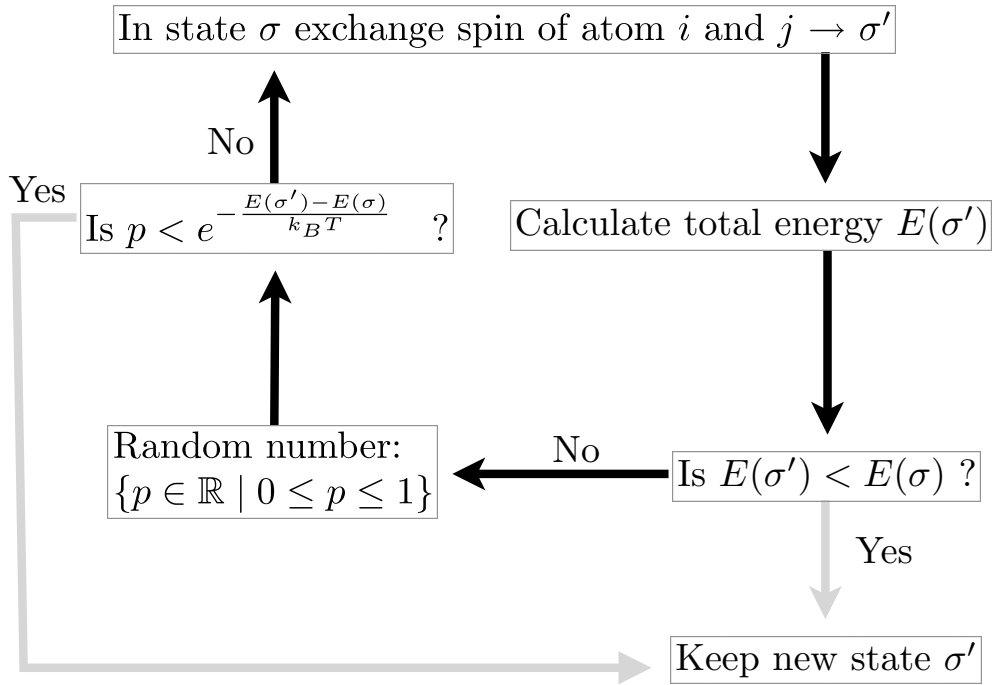 In state σ exchange spin of atom i and j → σ′
No
Yes
Is p < e^{-\frac{E(σ′)−E(σ)}{k_B T}} ?
Calculate total energy E(σ′)
Random number:
{p ∈ ℝ | 0 ≤ p ≤ 1}
No
Is E(σ′) < E(σ) ?
Yes
Keep new state σ′